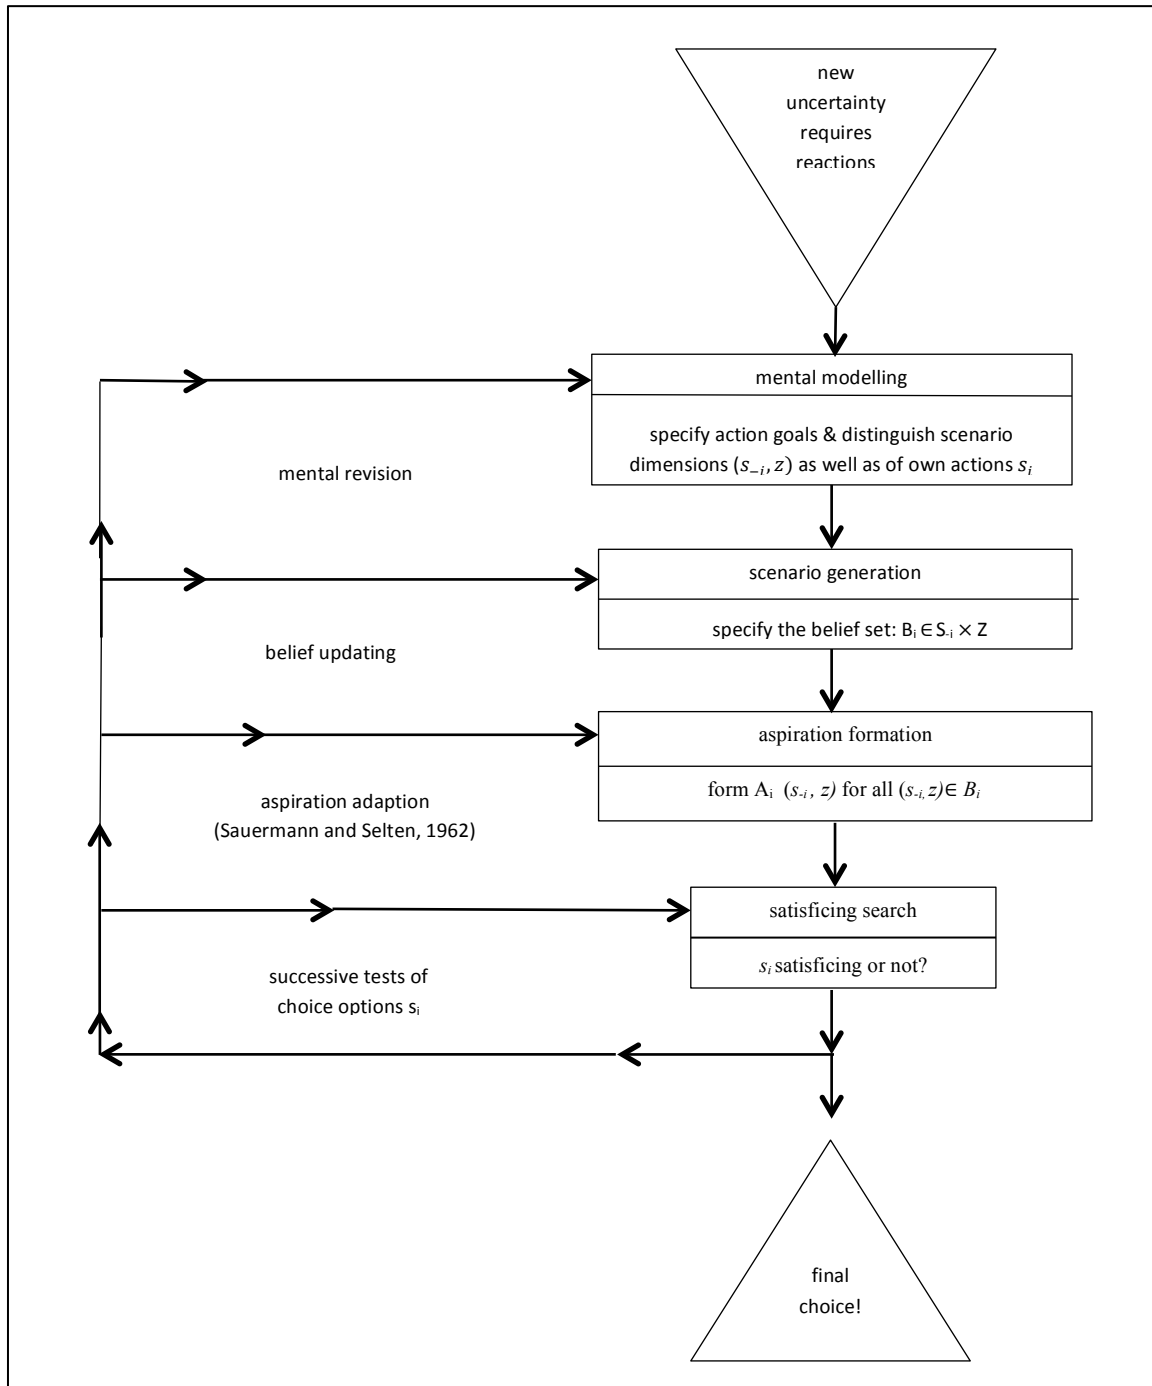 new
uncertainty
requires
reactions
mental modelling
specify action goals & distinguish scenario
dimensions (s₋ᵢ, z) as well as of own actions sᵢ
mental revision
scenario generation
specify the belief set: Bᵢ ∈ S₋ᵢ × Z
belief updating
aspiration formation
form Aᵢ (s₋ᵢ, z) for all (s₋ᵢ, z) ∈ Bᵢ
aspiration adaption
(Sauermann and Selten, 1962)
satisficing search
sᵢ satisficing or not?
successive tests of
choice options sᵢ
final
choice!